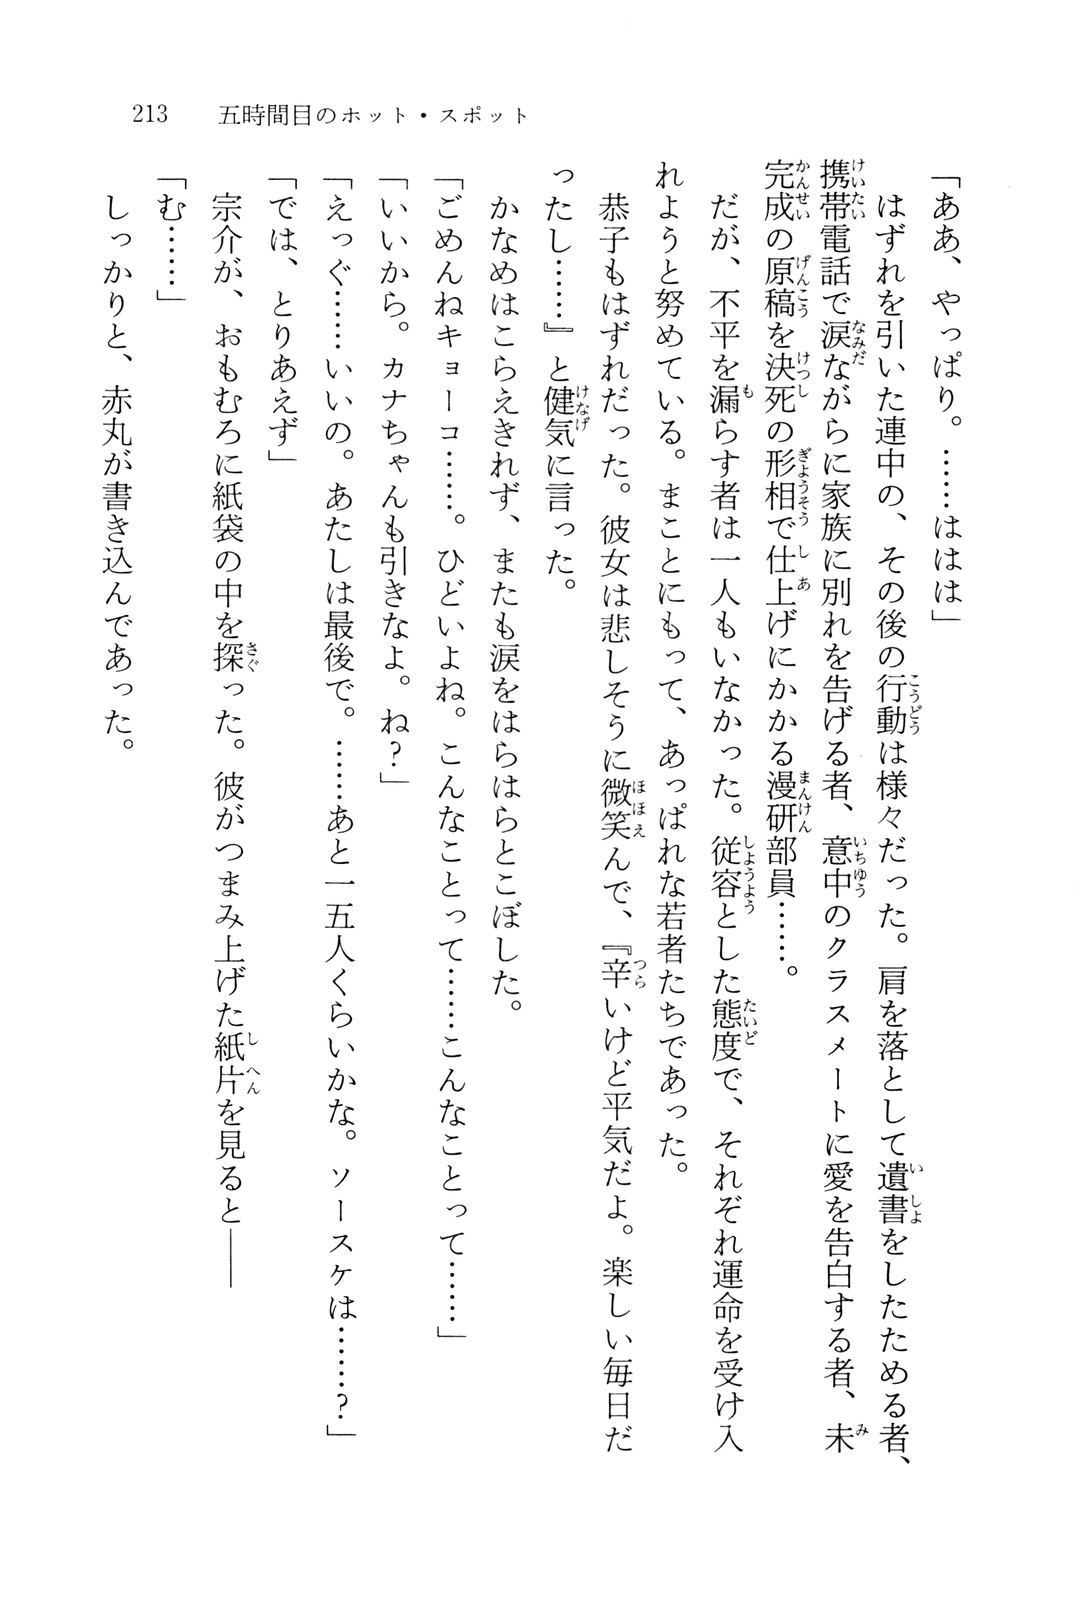 213　五時間目のホット・スポット
「ああ、やっぱり。……ははは」
　はずれを引いた連中の、その後の行動は様々だった。肩を落として遺書をしたためる者、
携帯電話で涙ながらに家族に別れを告げる者、意中のクラスメートに愛を告白する者、未
完成の原稿を決死の形相で仕上げにかかる漫研部員……。
　だが、不平を漏らす者は一人もいなかった。従容とした態度で、それぞれ運命を受け入
れようと努めている。まことにもって、あっぱれな若者たちであった。
　恭子もはずれだった。彼女は悲しそうに微笑んで、『辛いけど平気だよ。楽しい毎日だ
ったし……』と健気に言った。
　かなめはこらえきれず、またも涙をはらはらとこぼした。
「ごめんねキョーコ……。ひどいよね。こんなことって……こんなことって……」
「いいから。カナちゃんも引きなよ。ね？」
「えっぐ……いいの。あたしは最後で。……あと一五人くらいかな。ソースケは……？」
「では、とりあえず」
　宗介が、おもむろに紙袋の中を探った。彼がつまみ上げた紙片を見ると――
「む……」
　しっかりと、赤丸が書き込んであった。